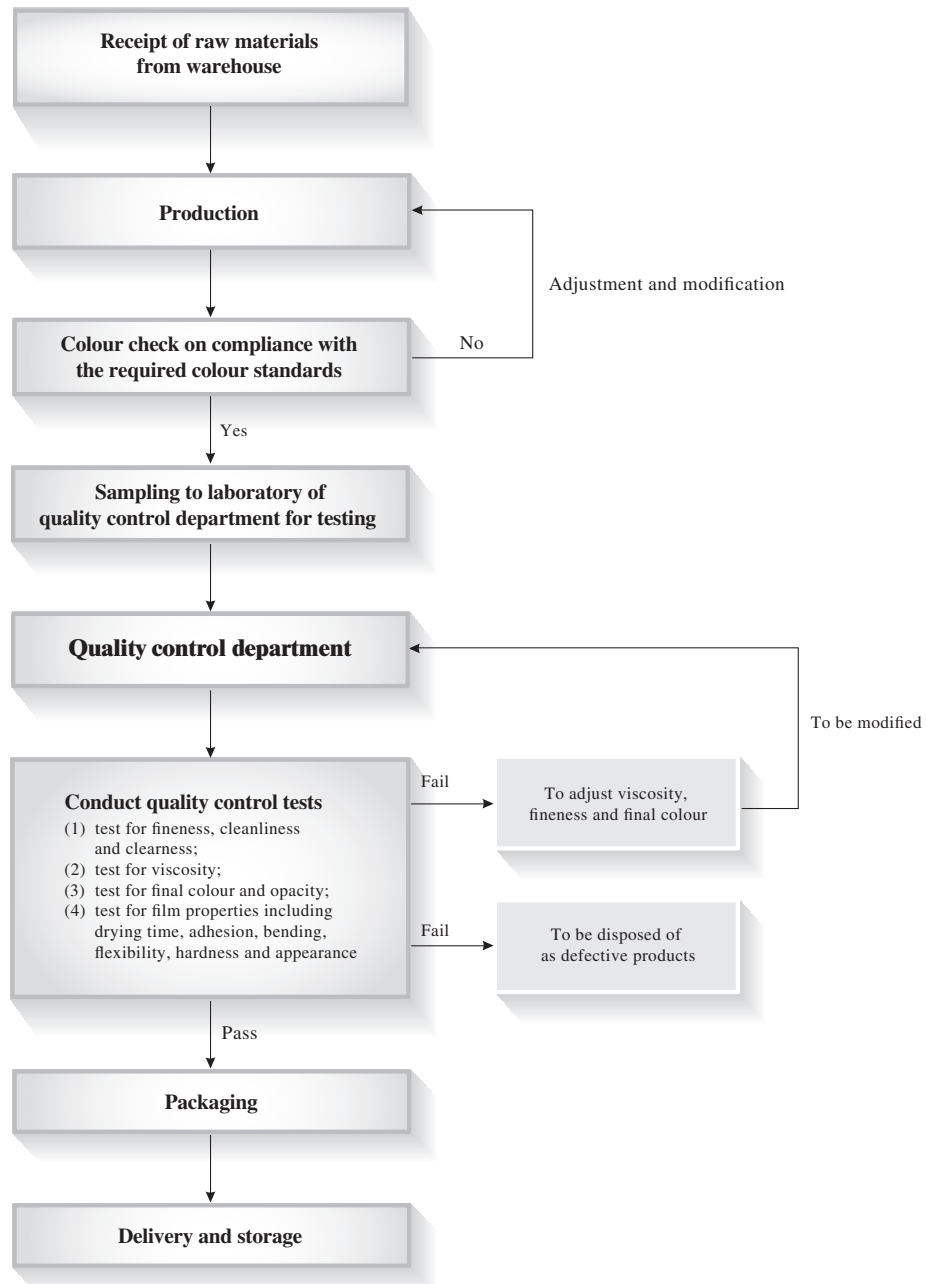 Receipt of raw materials
from warehouse
Production
Adjustment and modification
Colour check on compliance with
the required colour standards
No
Yes
Sampling to laboratory of
quality control department for testing
Quality control department
To be modified
Conduct quality control tests
(1) test for fineness, cleanliness
and clearness;
(2) test for viscosity;
(3) test for final colour and opacity;
(4) test for film properties including
drying time, adhesion, bending,
flexibility, hardness and appearance
Fail
To adjust viscosity,
fineness and final colour
Fail
To be disposed of
as defective products
Pass
Packaging
Delivery and storage